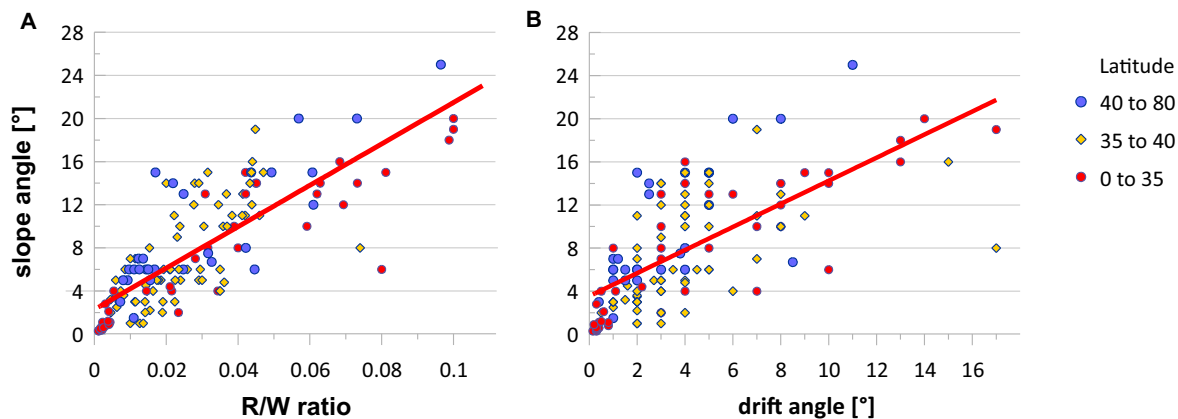 A
B
slope angle [°]
28
24
20
16
12
8
4
0
0 0.02 0.04 0.06 0.08 0.1
R/W ratio
28
24
20
16
12
8
4
0
0 2 4 6 8 10 12 14 16
drift angle [°]
Latitude
40 to 80
35 to 40
0 to 35